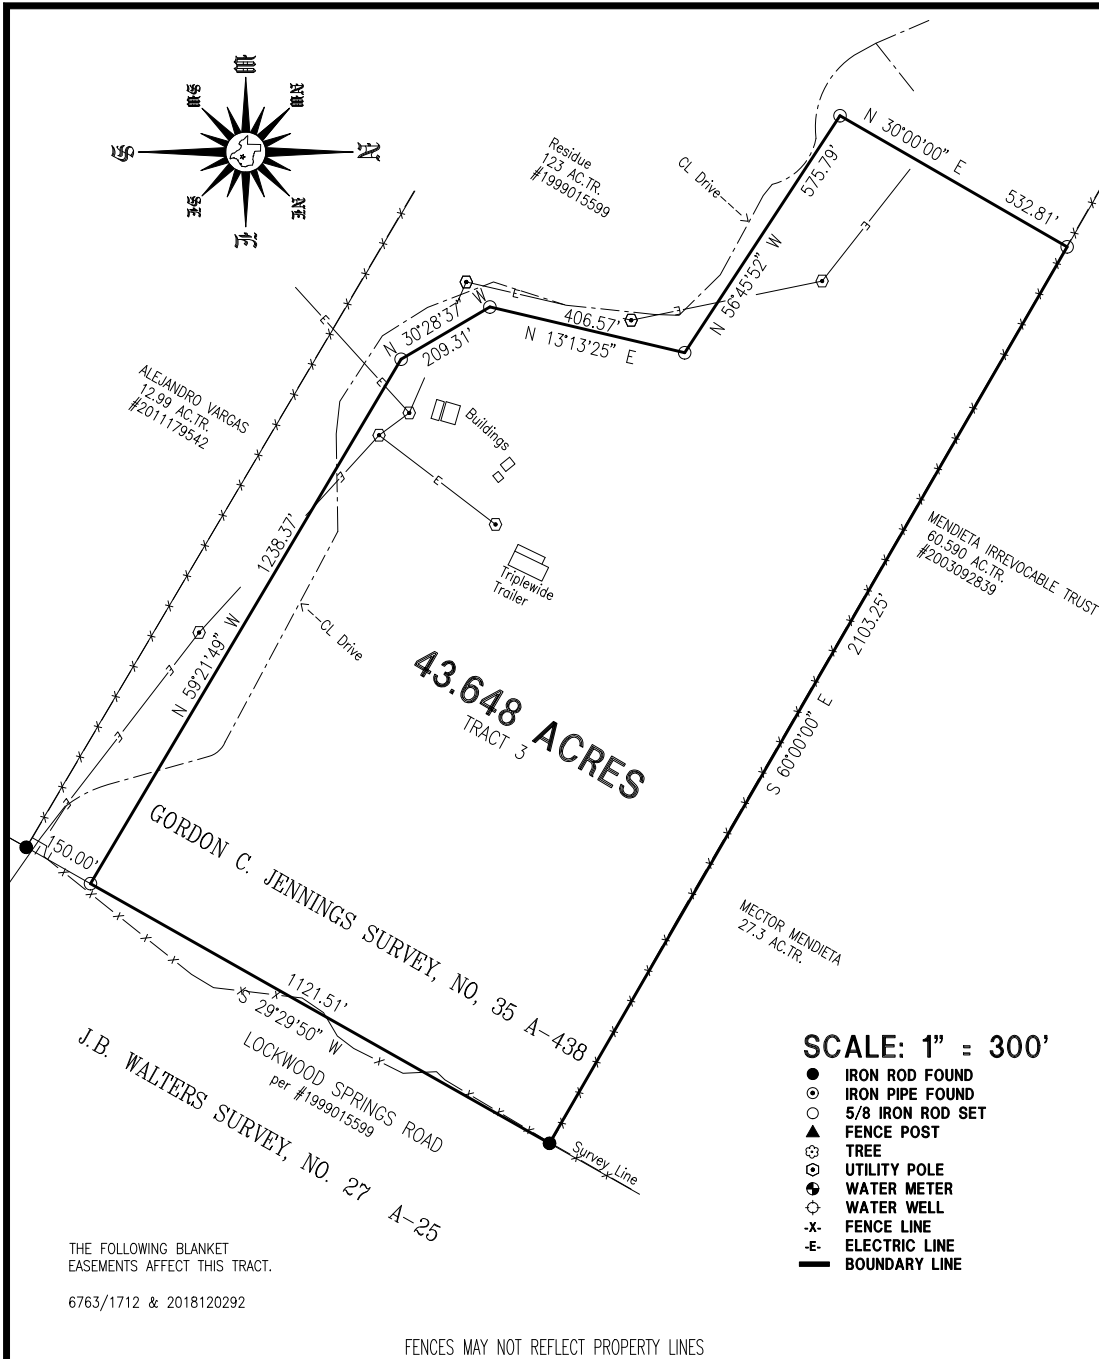 W
SW
NW
S
N
SE
NE
E
Residue
123 AC.TR.
#1999015599
CL Drive
N 30°00'00" E
532.81'
575.79'
N 56°45'52" W
406.57'
N 13°13'25" E
N 30°28'37" W
209.31'
ALEJANDRO VARGAS
12.99 AC.TR.
#2011179542
Buildings
1238.37'
N 59°21'49" W
Triplewide
Trailer
CL Drive
MENDIETA IRREVOCABLE TRUST
60.590 AC.TR.
#2003092839
2103.25'
S 60°00'00" E
43.648 ACRES
TRACT 3
150.00'
GORDON C. JENNINGS SURVEY, NO, 35 A-438
MECTOR MENDIETA
27.3 AC.TR.
1121.51'
S 29°29'50" W
LOCKWOOD SPRINGS ROAD
per #1999015599
J.B. WALTERS SURVEY, NO. 27 A-25
Survey Line
SCALE: 1" = 300'
IRON ROD FOUND
IRON PIPE FOUND
5/8 IRON ROD SET
FENCE POST
TREE
UTILITY POLE
WATER METER
WATER WELL
-X- FENCE LINE
-E- ELECTRIC LINE
BOUNDARY LINE
THE FOLLOWING BLANKET
EASEMENTS AFFECT THIS TRACT.
6763/1712 & 2018120292
FENCES MAY NOT REFLECT PROPERTY LINES